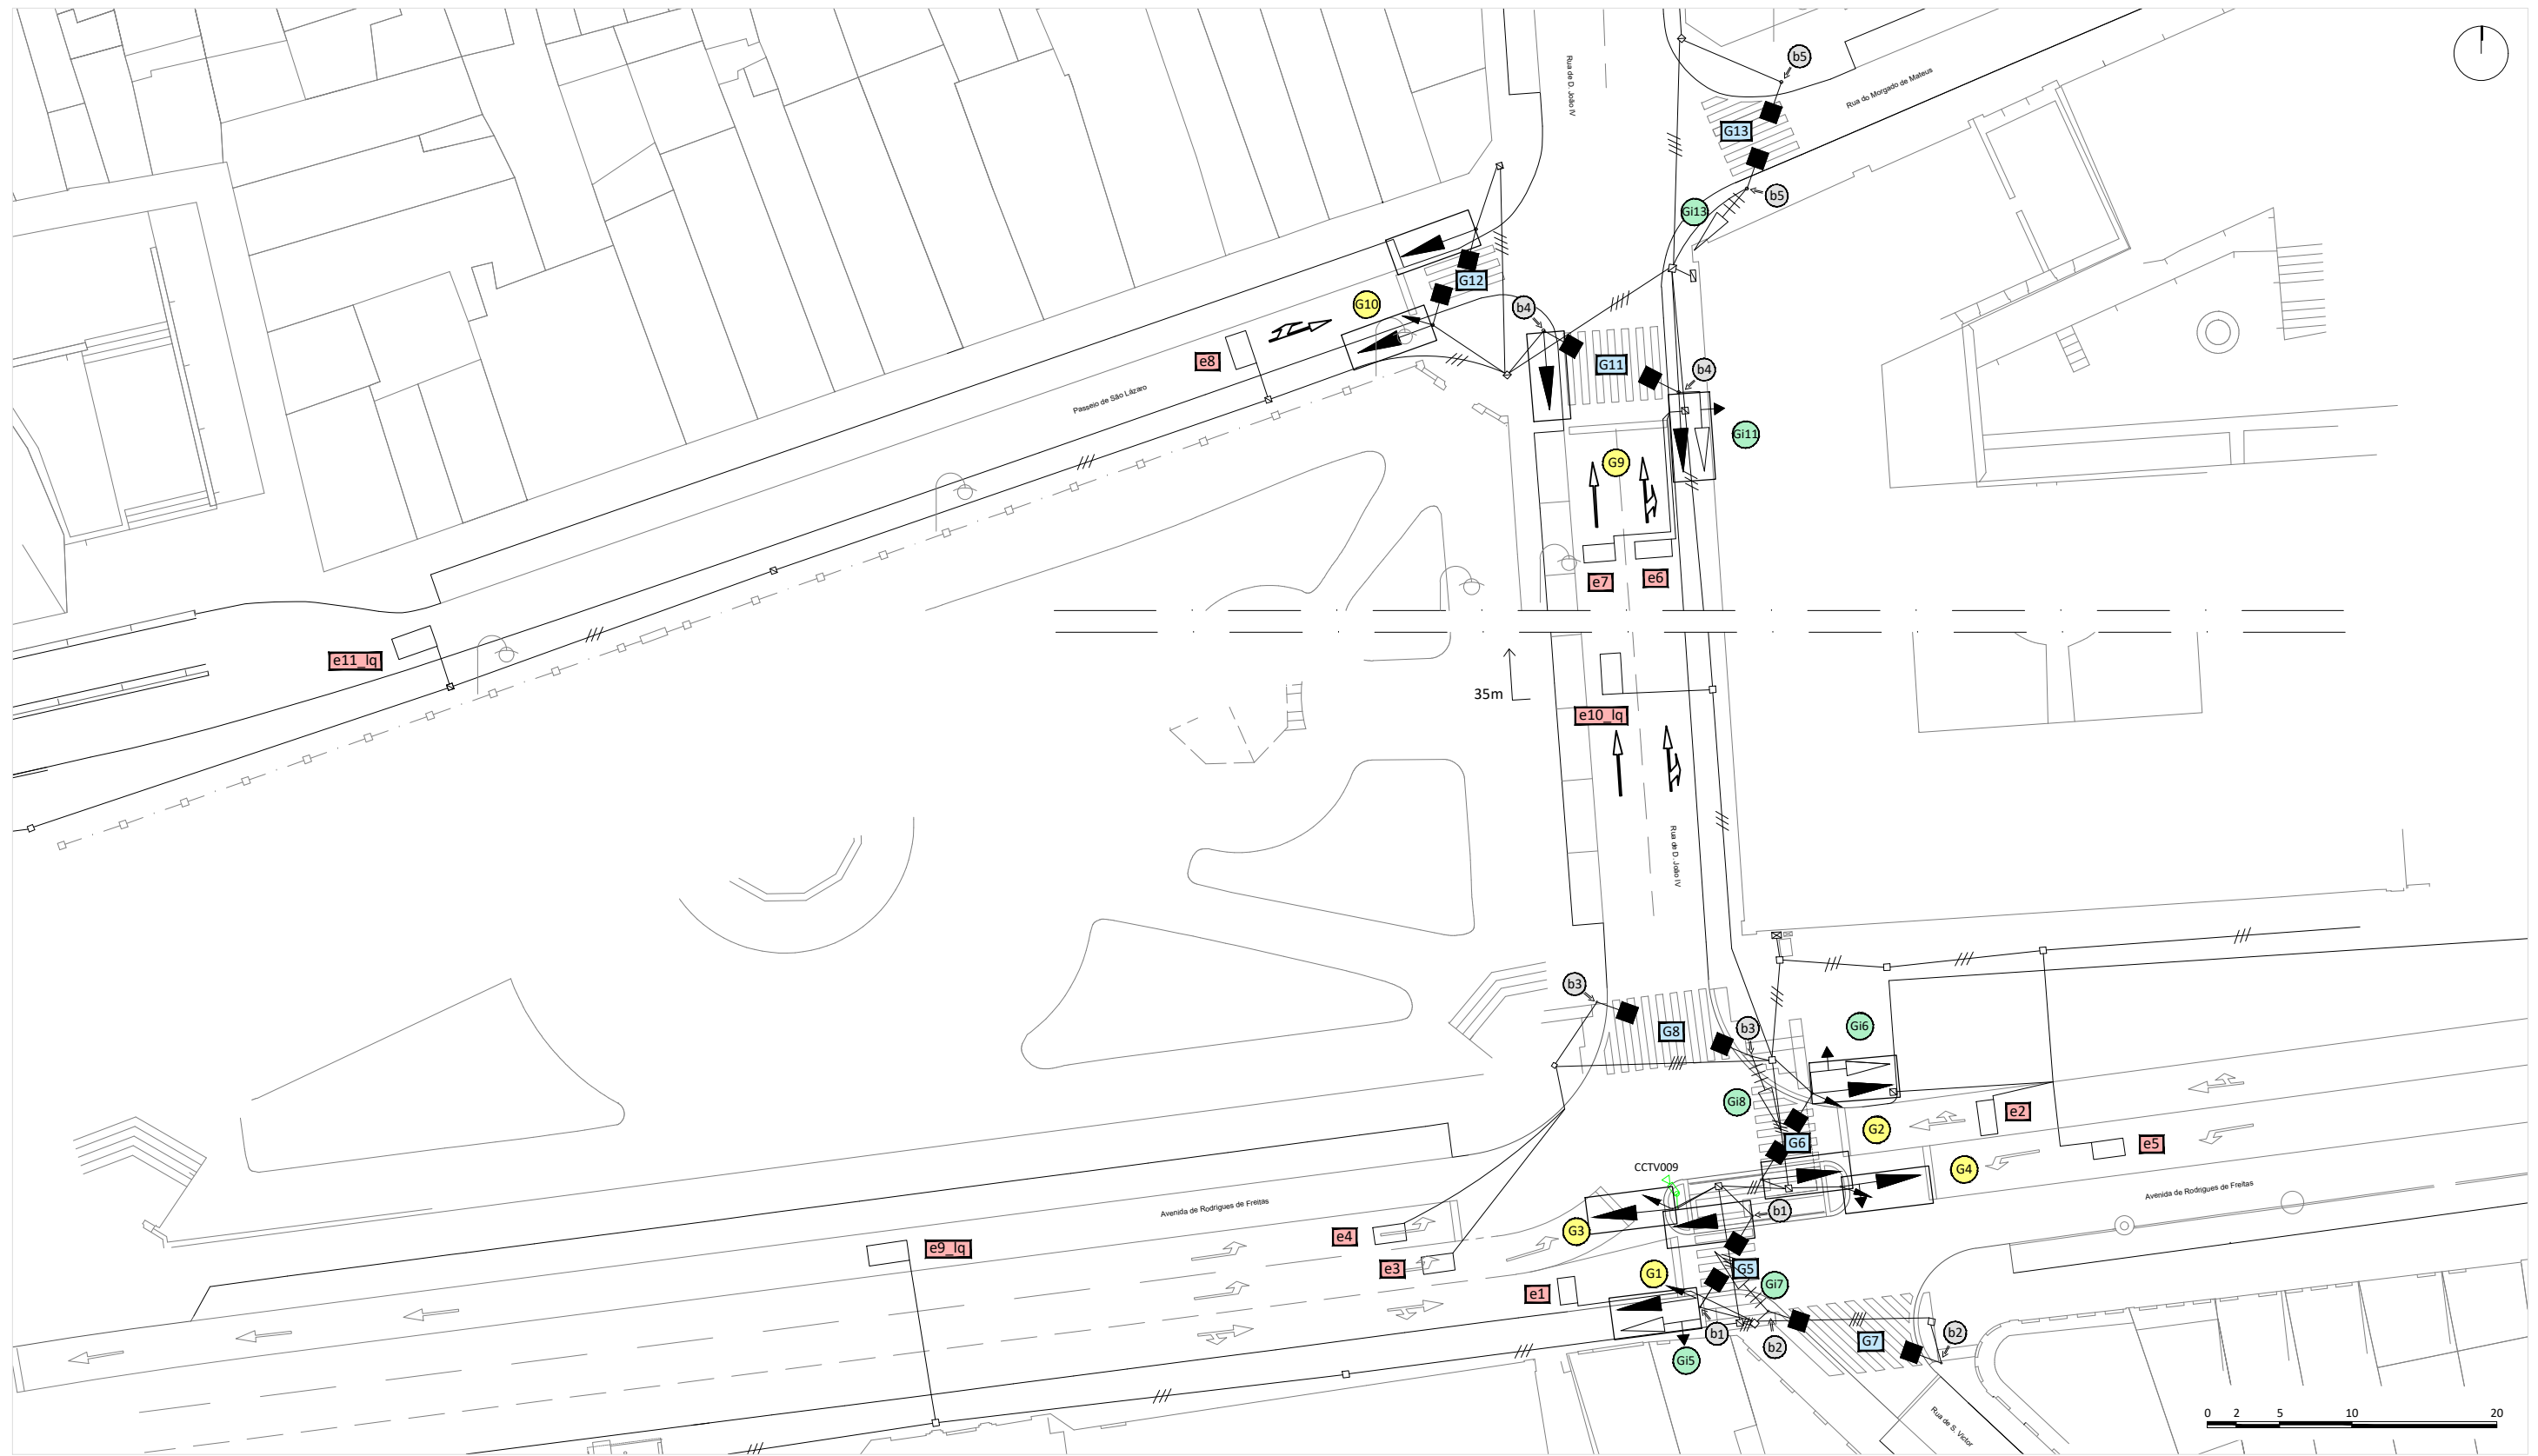 b5
Rua de D. João IV
Rua do Morgado de Mateus
G13
b5
Gi13
G12
G10
b4
e8
G11
b4
Passeio de São Lázaro
Gi11
G9
e7
e6
e11_lq
35m
e10_lq
Rua de D. João IV
b3
Gi6
G8
b3
Gi8
e2
G2
G6
e5
CCTV009
G4
Avenida de Rodrigues de Freitas
Avenida de Rodrigues de Freitas
b1
G3
e4
e9_lq
e3
G5
G1
Gi7
e1
b1
b2
G7
b2
Gi5
Rua de S. Victor
0 2 5 10 20